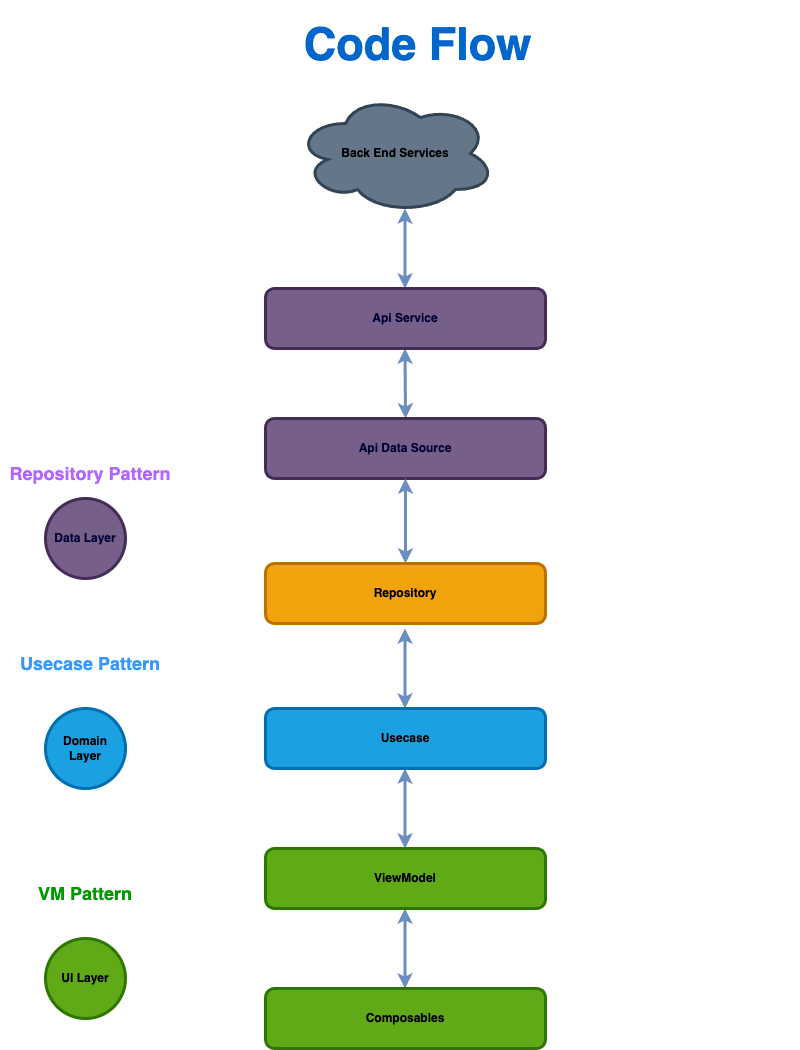 Code Flow
Back End Services
Api Service
Api Data Source
Repository Pattern
Data Layer
Repository
Usecase Pattern
Domain
Layer
Usecase
ViewModel
VM Pattern
UI Layer
Composables